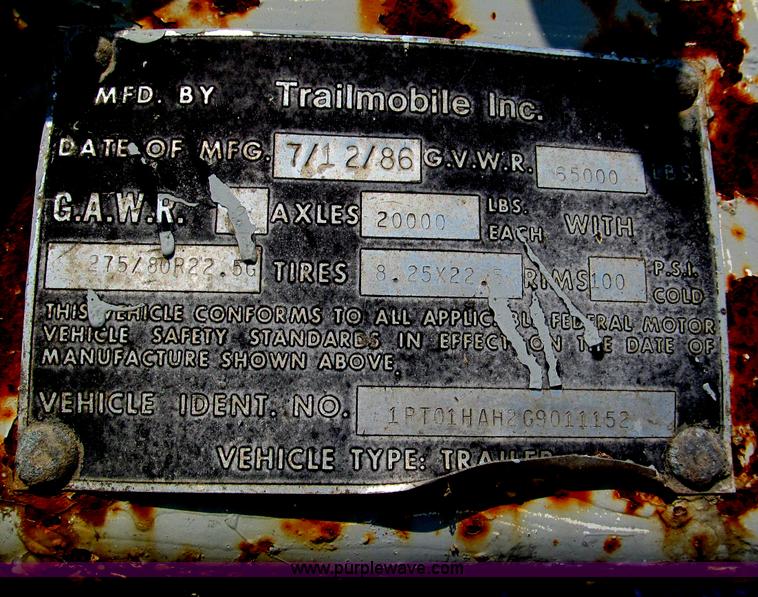 MFD. BY Trailmobile Inc.
DATE OF MFG. 7/12/86 G.V.W.R. 65000 LBS.
G.A.W.R. AXLES 20000 LBS. EACH WITH
275/80R22.5G TIRES 8.25X22.5 RIMS 100 P.S.I. COLD
THIS VEHICLE CONFORMS TO ALL APPLICABLE FEDERAL MOTOR
VEHICLE SAFETY STANDARDS IN EFFECT ON THE DATE OF
MANUFACTURE SHOWN ABOVE.
VEHICLE IDENT. NO. 1PT01HAH2G9011152
VEHICLE TYPE: TRAILER
www.purplewave.com